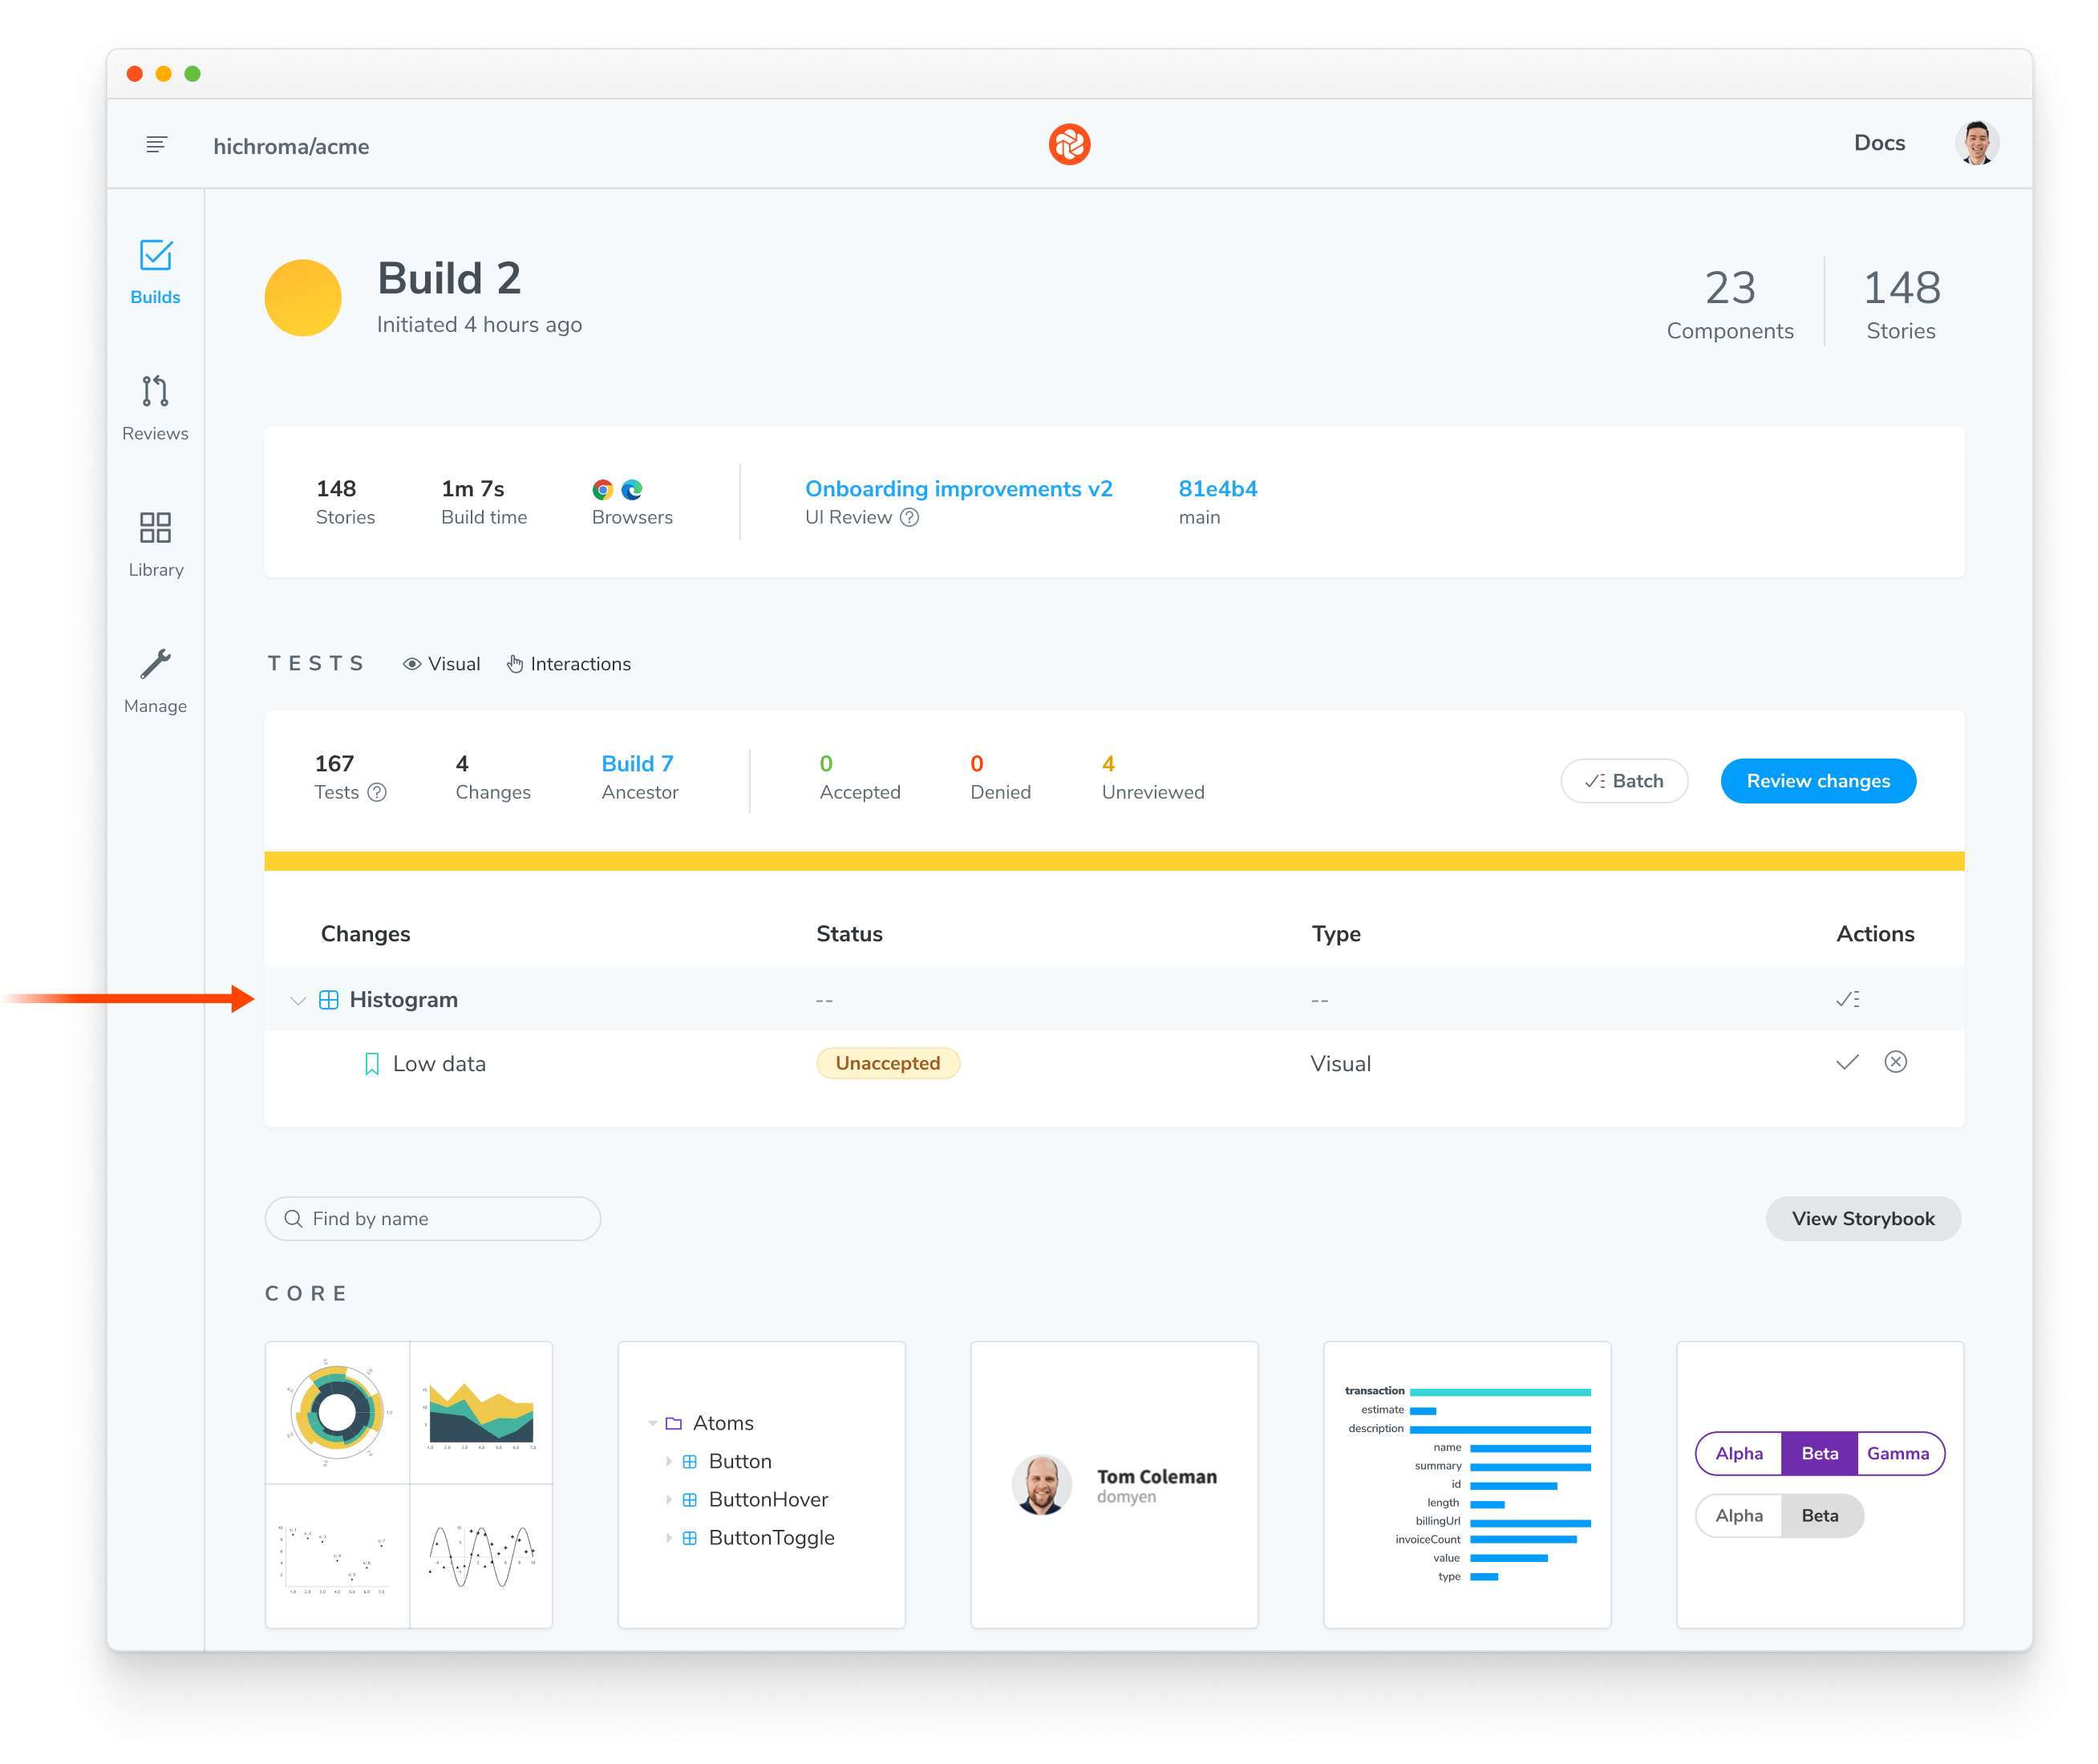 hichroma/acme
Docs
Builds
Reviews
Library
Manage
Build 2
Initiated 4 hours ago
23
Components
148
Stories
148
Stories
1m 7s
Build time
Browsers
Onboarding improvements v2
UI Review
81e4b4
main
TESTS Visual Interactions
167
Tests
4
Changes
Build 7
Ancestor
0
Accepted
0
Denied
4
Unreviewed
Batch
Review changes
Changes Status Type Actions
Histogram -- --
Low data Unaccepted Visual
Find by name
View Storybook
CORE
Atoms
Button
ButtonHover
ButtonToggle
Tom Coleman
domyen
transaction
estimate
description
name
summary
id
length
billingUrl
invoiceCount
value
type
Alpha Beta Gamma
Alpha Beta